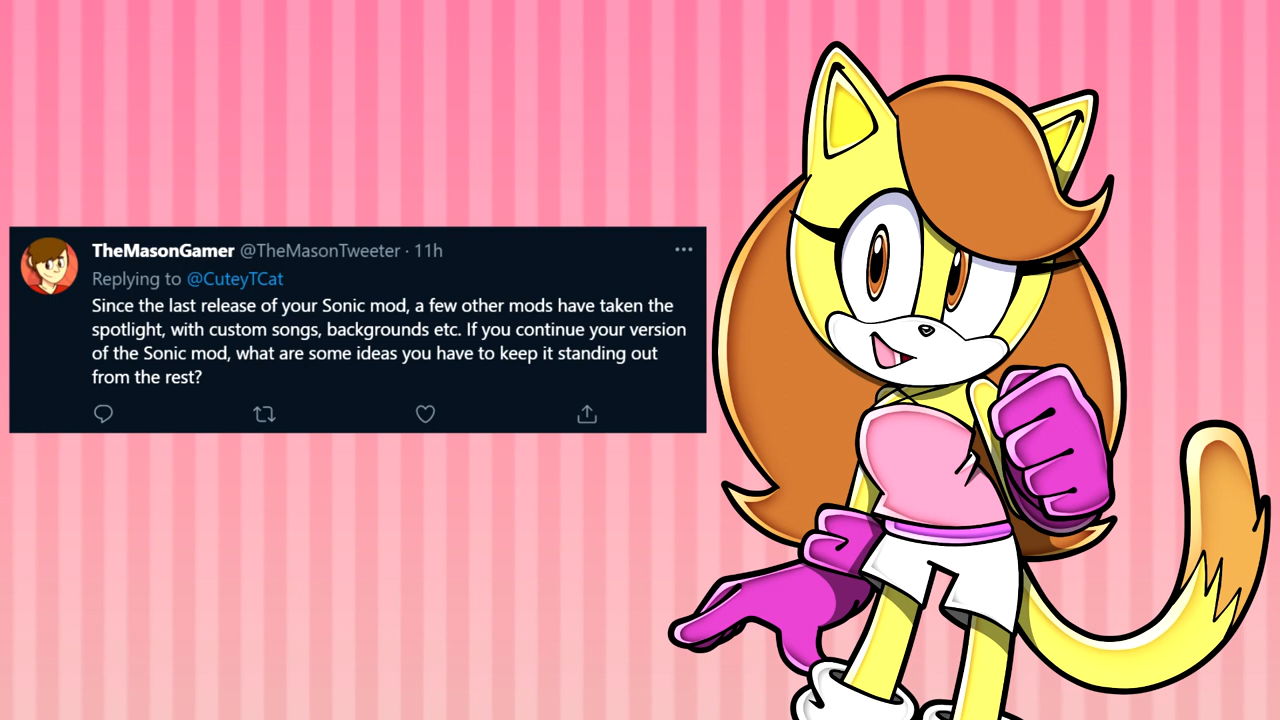 TheMasonGamer @TheMasonTweeter · 11h
Replying to @CuteyTCat
Since the last release of your Sonic mod, a few other mods have taken the
spotlight, with custom songs, backgrounds etc. If you continue your version
of the Sonic mod, what are some ideas you have to keep it standing out
from the rest?